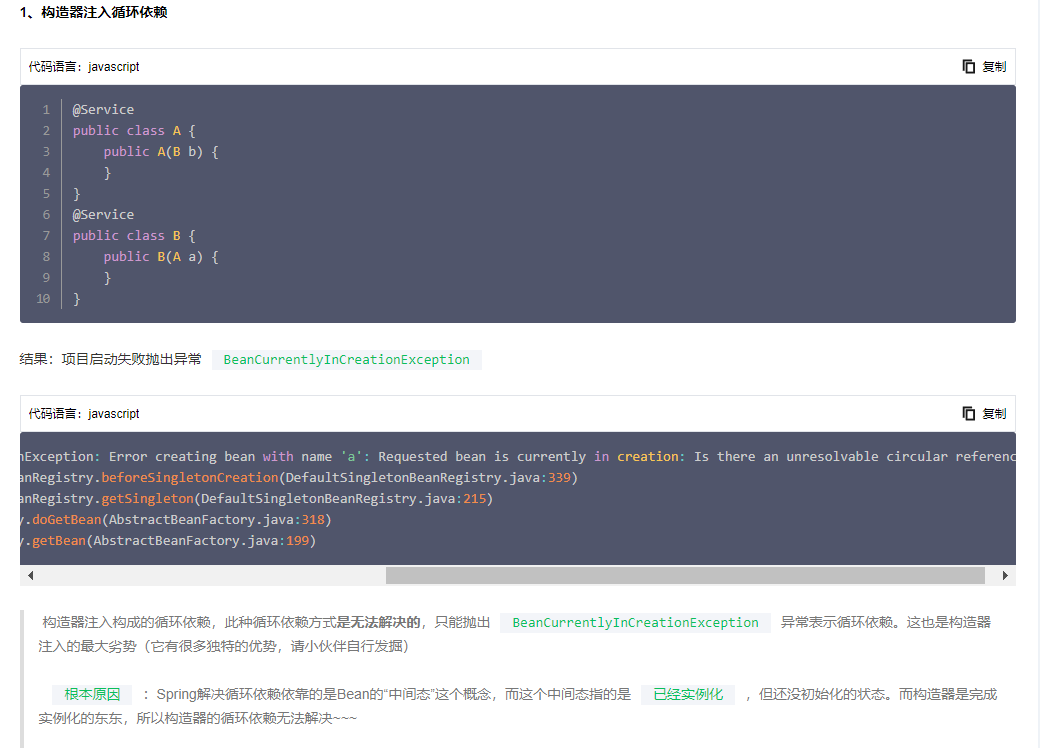 1、构造器注入循环依赖
代码语言：javascript
复制
1 @Service
2 public class A {
3     public A(B b) {
4     }
5 }
6 @Service
7 public class B {
8     public B(A a) {
9     }
10 }
结果：项目启动失败抛出异常 BeanCurrentlyInCreationException
代码语言：javascript
复制
nException: Error creating bean with name 'a': Requested bean is currently in creation: Is there an unresolvable circular referenc
anRegistry.beforeSingletonCreation(DefaultSingletonBeanRegistry.java:339)
anRegistry.getSingleton(DefaultSingletonBeanRegistry.java:215)
y.doGetBean(AbstractBeanFactory.java:318)
y.getBean(AbstractBeanFactory.java:199)
构造器注入构成的循环依赖，此种循环依赖方式是无法解决的，只能抛出 BeanCurrentlyInCreationException 异常表示循环依赖。这也是构造器
注入的最大劣势（它有很多独特的优势，请小伙伴自行发掘）
根本原因 ：Spring解决循环依赖依靠的是Bean的“中间态”这个概念，而这个中间态指的是 已经实例化 ，但还没初始化的状态。而构造器是完成
实例化的东东，所以构造器的循环依赖无法解决~~~